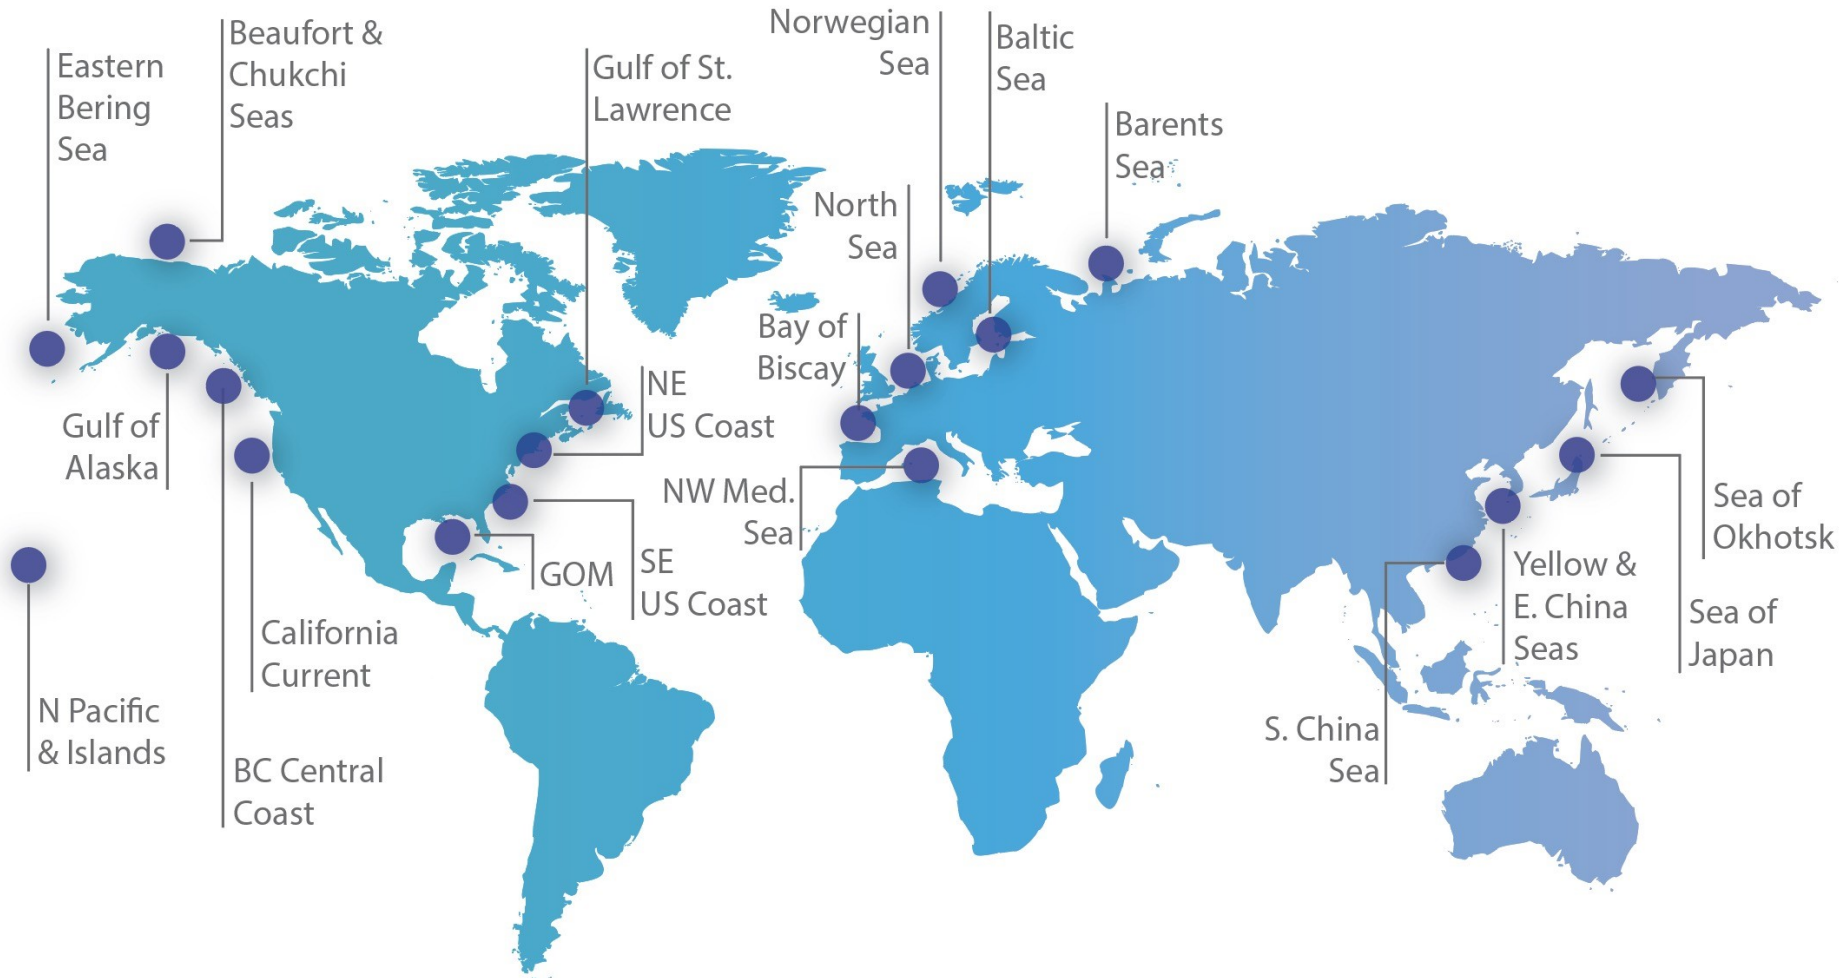 Eastern
Bering
Sea
Beaufort &
Chukchi
Seas
Gulf of St.
Lawrence
Norwegian
Sea
Baltic
Sea
Barents
Sea
North
Sea
Bay of
Biscay
NE
US Coast
Gulf of
Alaska
NW Med.
Sea
Sea of
Okhotsk
GOM
SE
US Coast
Yellow &
E. China
Seas
Sea of
Japan
California
Current
N Pacific
& Islands
BC Central
Coast
S. China
Sea